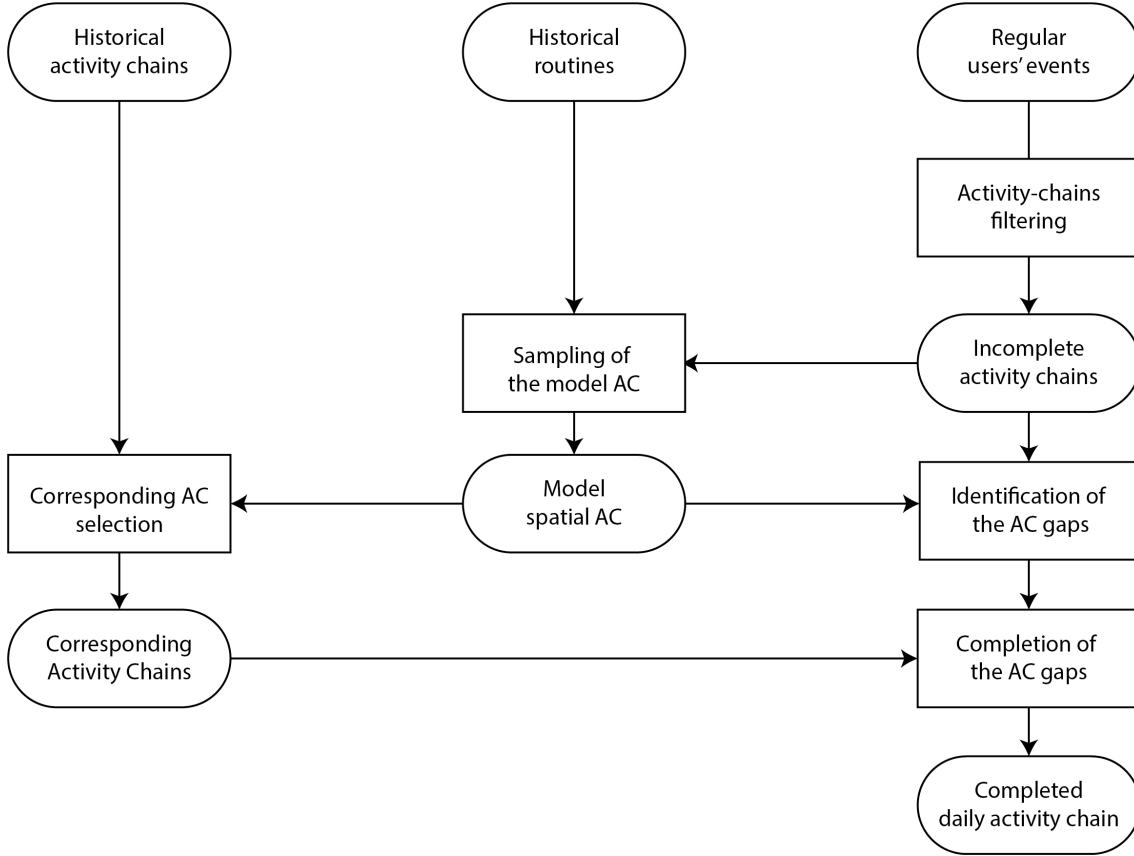 Historical
activity chains
Historical
routines
Regular
users’ events
Activity-chains
filtering
Sampling of
the model AC
Incomplete
activity chains
Corresponding AC
selection
Model
spatial AC
Identification of
the AC gaps
Corresponding
Activity Chains
Completion of
the AC gaps
Completed
daily activity chain